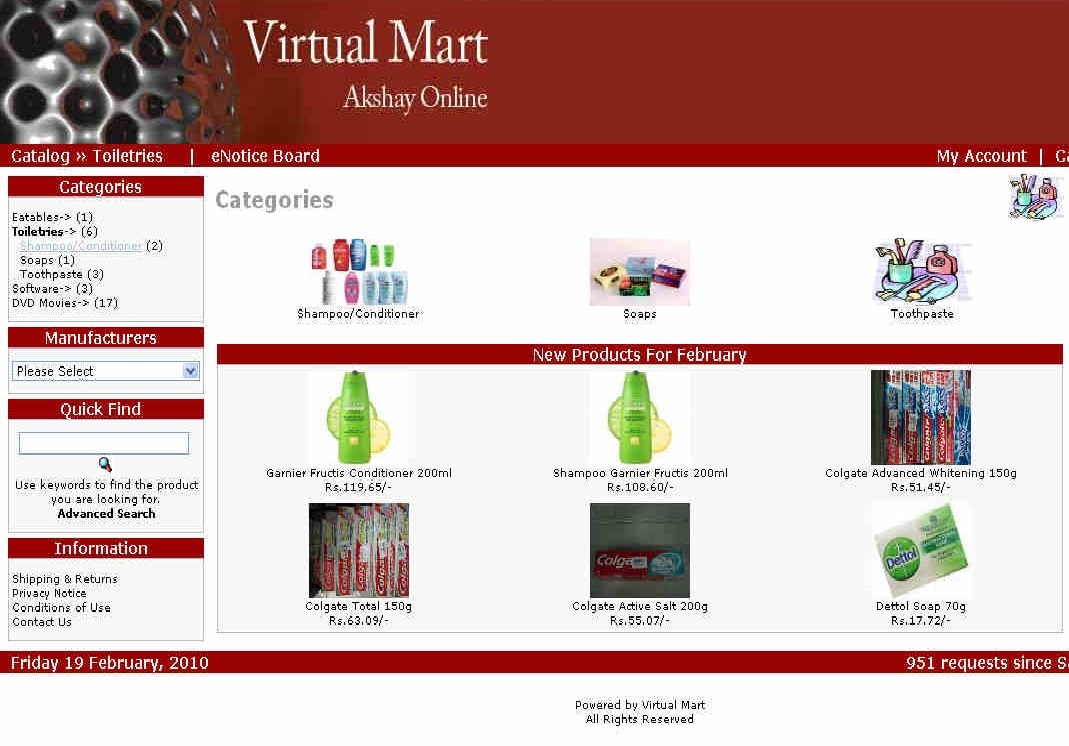 Virtual Mart
Akshay Online
Catalog » Toiletries | eNotice Board
My Account |
Categories
Eatables-> (1)
Toiletries-> (6)
Shampoo/Conditioner (2)
Soaps (1)
Toothpaste (3)
Software-> (3)
DVD Movies-> (17)
Manufacturers
Please Select
Quick Find
Use keywords to find the product
you are looking for.
Advanced Search
Information
Shipping & Returns
Privacy Notice
Conditions of Use
Contact Us
Categories
Shampoo/Conditioner
Soaps
Toothpaste
New Products For February
Garnier Fructis Conditioner 200ml
Rs.119.65/-
Shampoo Garnier Fructis 200ml
Rs.108.60/-
Colgate Advanced Whitening 150g
Rs.51.45/-
Colgate Total 150g
Rs.63.09/-
Colgate Active Salt 200g
Rs.55.07/-
Dettol
Dettol Soap 70g
Rs.17.72/-
Friday 19 February, 2010
951 requests since
Powered by Virtual Mart
All Rights Reserved